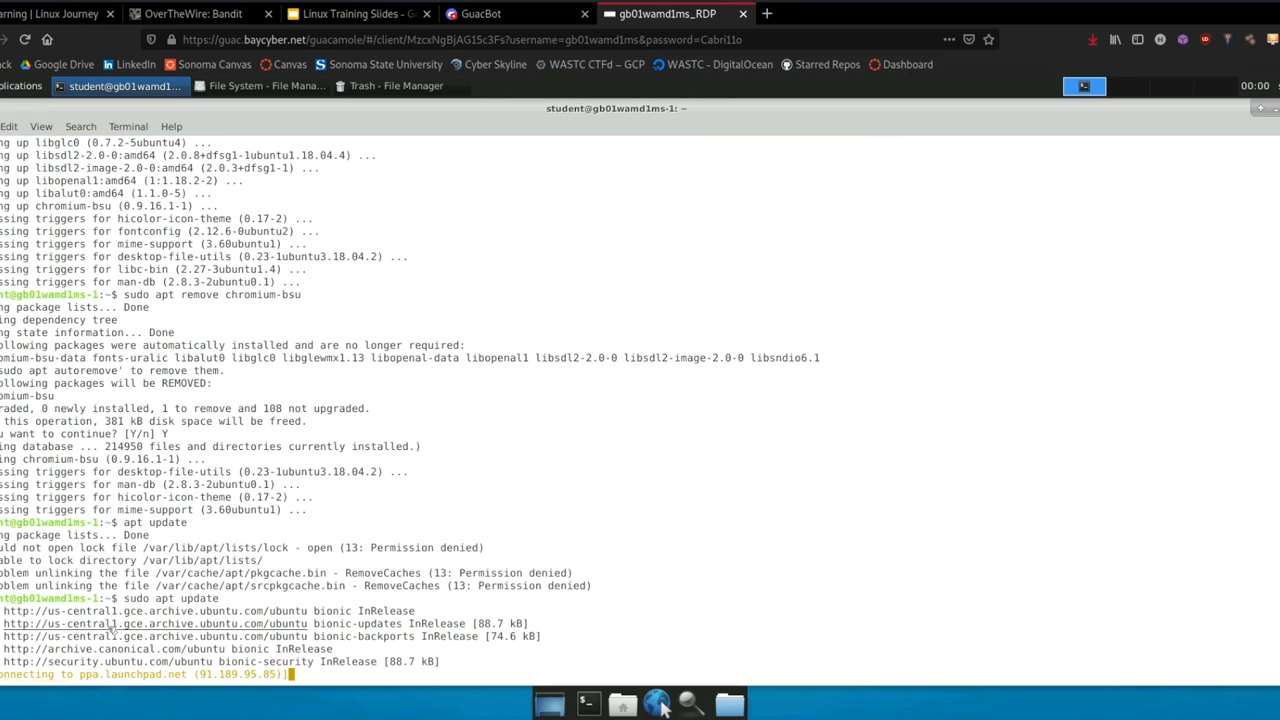 arning | Linux Journey
OverTheWire: Bandit
Linux Training Slides - G
GuacBot
gb01wamd1ms_RDP
https://guac.baycyber.net/guacamole/#/client/MzcxNgBjAG15c3Fs?username=gb01wamd1ms&password=Cabri11o
ck Google Drive LinkedIn Sonoma Canvas Canvas Sonoma State University Cyber Skyline WASTC CTFd – GCP WASTC - DigitalOcean Starred Repos Dashboard
plications student@gb01wamd1... File System - File Mana... Trash - File Manager 00:00
student@gb01wamd1ms-1: ~
Edit View Search Terminal Help
ng up libglc0 (0.7.2-5ubuntu4) ...
ng up libsdl2-2.0-0:amd64 (2.0.8+dfsg1-1ubuntu1.18.04.4) ...
ng up libsdl2-image-2.0-0:amd64 (2.0.3+dfsg1-1) ...
ng up libopenal1:amd64 (1:1.18.2-2) ...
ng up libalut0:amd64 (1.1.0-5) ...
ng up chromium-bsu (0.9.16.1-1) ...
ssing triggers for hicolor-icon-theme (0.17-2) ...
ssing triggers for fontconfig (2.12.6-0ubuntu2) ...
ssing triggers for mime-support (3.60ubuntu1) ...
ssing triggers for desktop-file-utils (0.23-1ubuntu3.18.04.2) ...
ssing triggers for libc-bin (2.27-3ubuntu1.4) ...
ssing triggers for man-db (2.8.3-2ubuntu0.1) ...
nt@gb01wamd1ms-1:~$ sudo apt remove chromium-bsu
ng package lists... Done
ing dependency tree
ng state information... Done
ollowing packages were automatically installed and are no longer required:
omium-bsu-data fonts-uralic libalut0 libglc0 libglewmx1.13 libopenal-data libopenal1 libsdl2-2.0-0 libsdl2-image-2.0-0 libsndio6.1
sudo apt autoremove' to remove them.
ollowing packages will be REMOVED:
omium-bsu
raded, 0 newly installed, 1 to remove and 108 not upgraded.
this operation, 381 kB disk space will be freed.
u want to continue? [Y/n] Y
ing database ... 214950 files and directories currently installed.)
ing chromium-bsu (0.9.16.1-1) ...
ssing triggers for desktop-file-utils (0.23-1ubuntu3.18.04.2) ...
ssing triggers for man-db (2.8.3-2ubuntu0.1) ...
ssing triggers for hicolor-icon-theme (0.17-2) ...
ssing triggers for mime-support (3.60ubuntu1) ...
nt@gb01wamd1ms-1:~$ apt update
ng package lists... Done
uld not open lock file /var/lib/apt/lists/lock - open (13: Permission denied)
able to lock directory /var/lib/apt/lists/
oblem unlinking the file /var/cache/apt/pkgcache.bin - RemoveCaches (13: Permission denied)
oblem unlinking the file /var/cache/apt/srcpkgcache.bin - RemoveCaches (13: Permission denied)
nt@gb01wamd1ms-1:~$ sudo apt update
http://us-central1.gce.archive.ubuntu.com/ubuntu bionic InRelease
http://us-central1.gce.archive.ubuntu.com/ubuntu bionic-updates InRelease [88.7 kB]
http://us-central1.gce.archive.ubuntu.com/ubuntu bionic-backports InRelease [74.6 kB]
http://archive.canonical.com/ubuntu bionic InRelease
http://security.ubuntu.com/ubuntu bionic-security InRelease [88.7 kB]
onnecting to ppa.launchpad.net (91.189.95.85)]